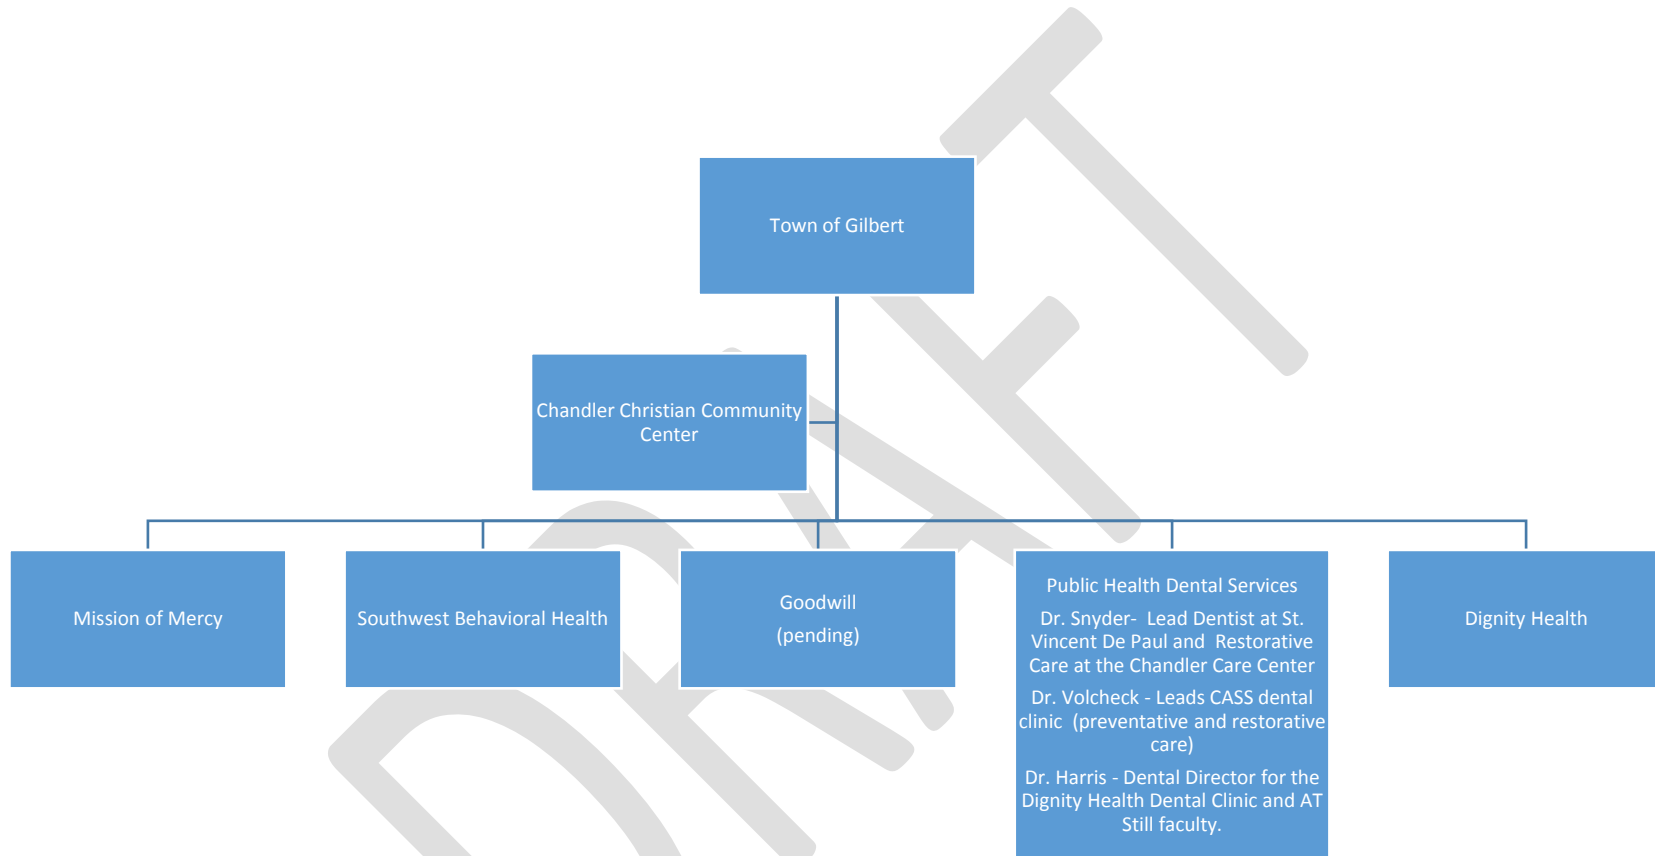 Town of Gilbert
Chandler Christian Community
Center
Mission of Mercy
Southwest Behavioral Health
Goodwill
(pending)
Public Health Dental Services
Dr. Snyder-  Lead Dentist at St.
Vincent De Paul and  Restorative
Care at the Chandler Care Center
Dr. Volcheck - Leads CASS dental
clinic  (preventative and restorative
care)
Dr. Harris - Dental Director for the
Dignity Health Dental Clinic and AT
Still faculty.
Dignity Health
DRAFT